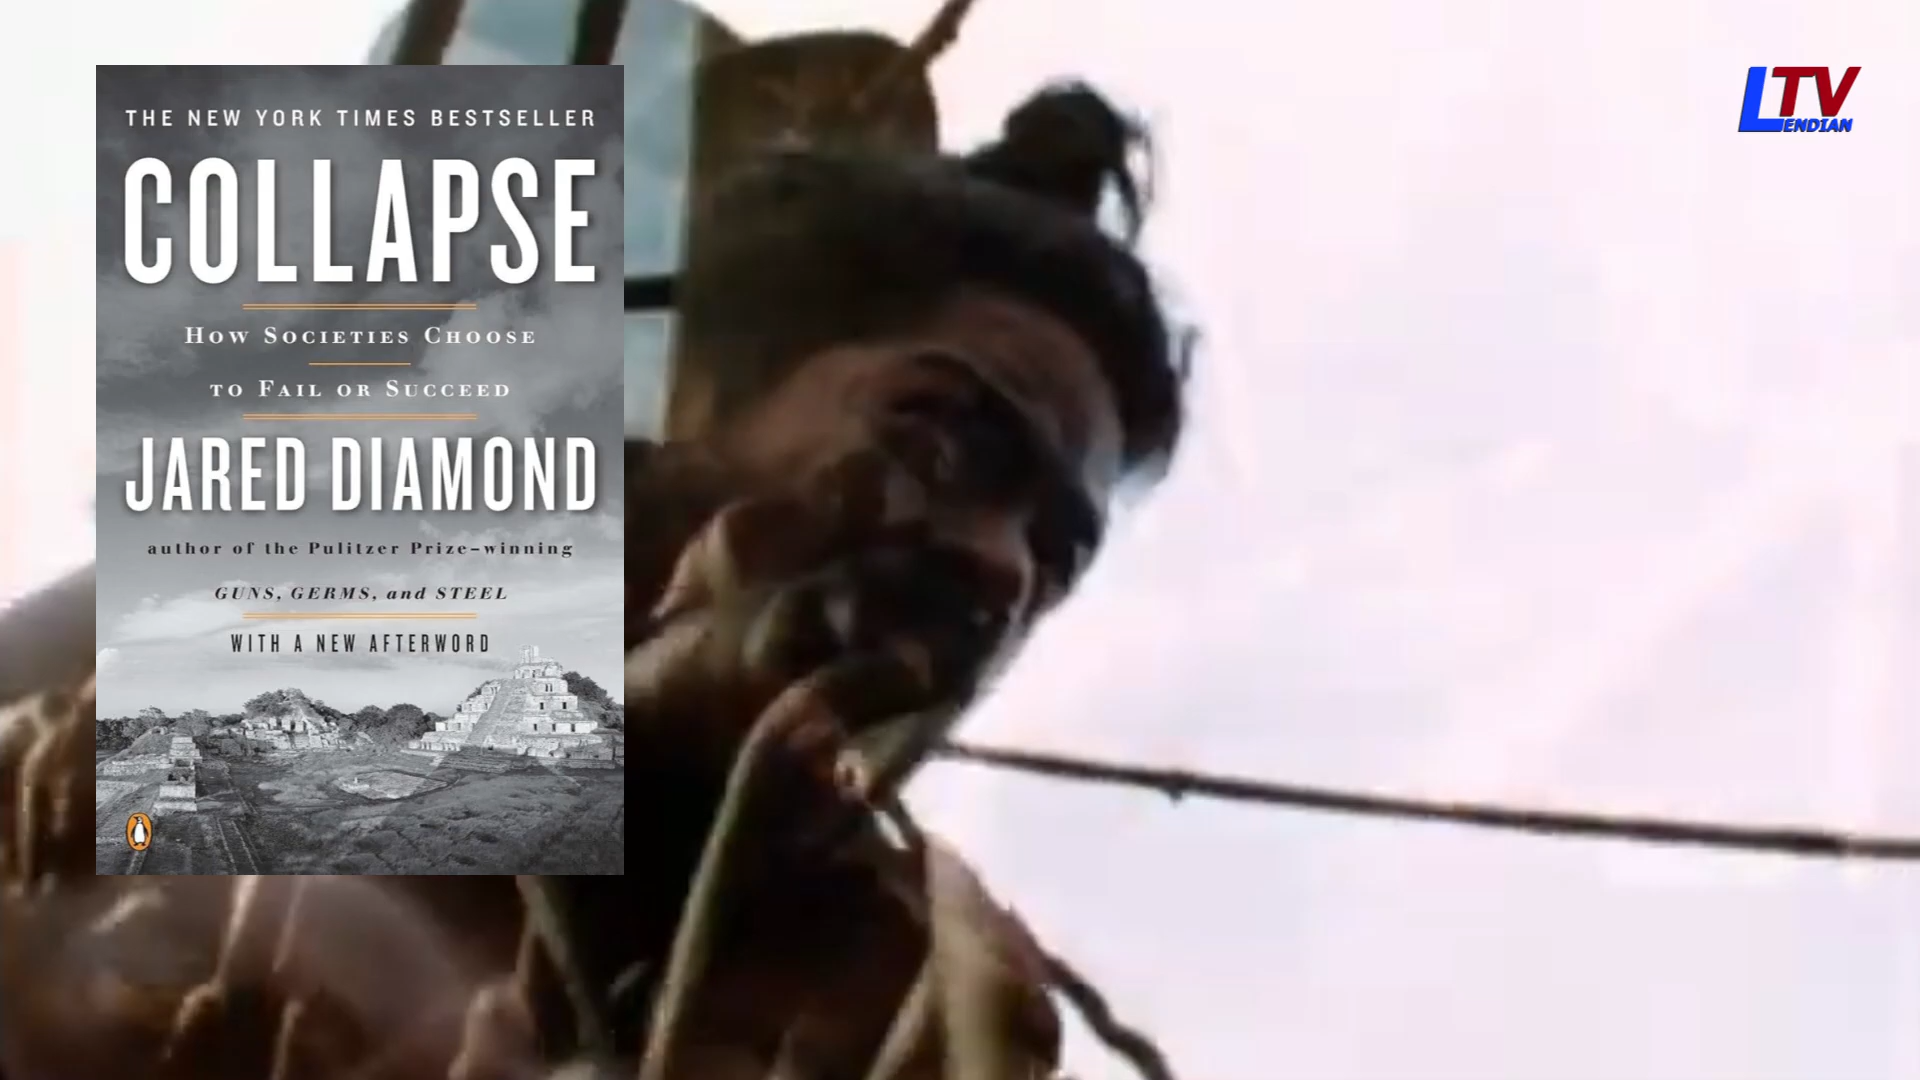 THE NEW YORK TIMES BESTSELLER
COLLAPSE
HOW SOCIETIES CHOOSE
TO FAIL OR SUCCEED
JARED DIAMOND
author of the Pulitzer Prize–winning
GUNS, GERMS, and STEEL
WITH A NEW AFTERWORD
LTV
ENDIAN